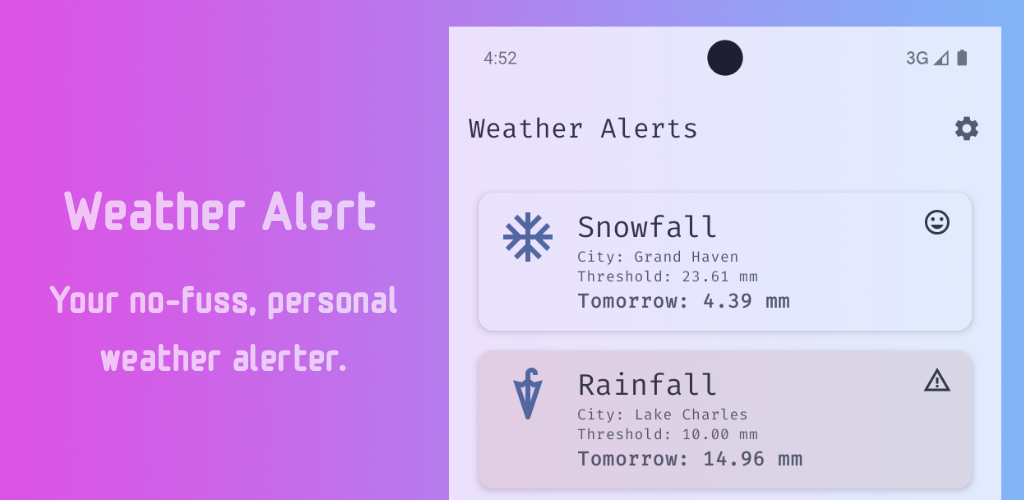 Weather Alert
Your no-fuss, personal
weather alerter.
4:52
3G
Weather Alerts
Snowfall
City: Grand Haven
Threshold: 23.61 mm
Tomorrow: 4.39 mm
Rainfall
City: Lake Charles
Threshold: 10.00 mm
Tomorrow: 14.96 mm